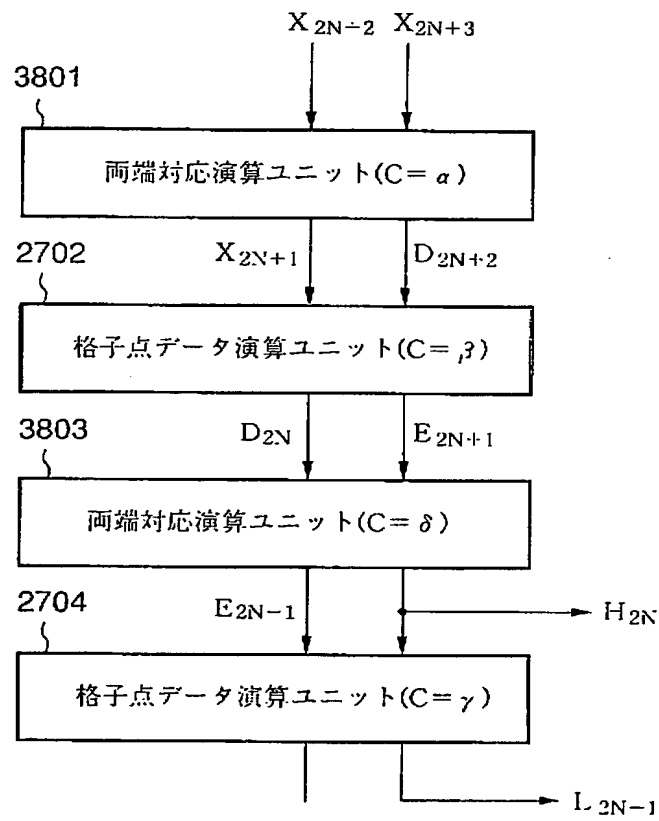 X2N+2 X2N+3
3801
両端対応演算ユニット(C=α)
X2N+1 D2N+2
2702
格子点データ演算ユニット(C=β)
D2N E2N+1
3803
両端対応演算ユニット(C=δ)
2704
E2N-1
H2N
格子点データ演算ユニット(C=γ)
L2N-1